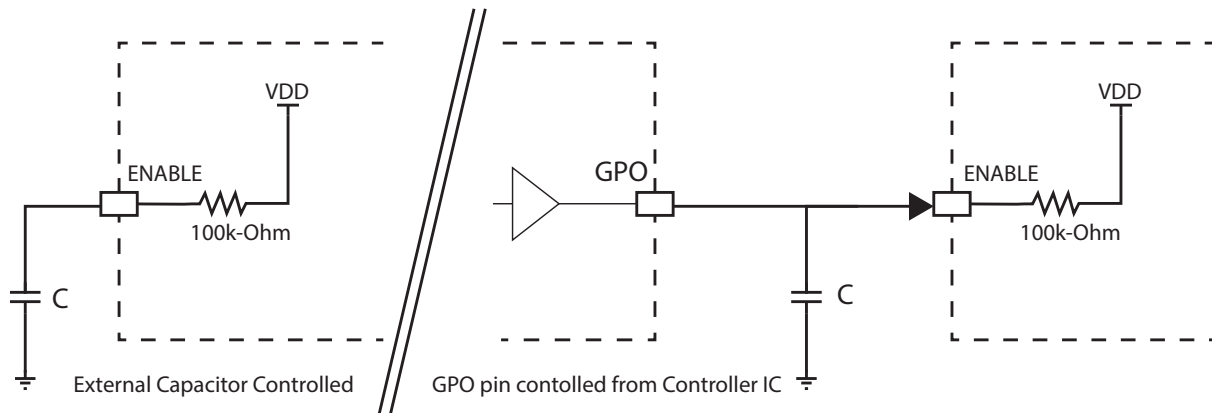 VDD
ENABLE
100k-Ohm
C
External Capacitor Controlled
GPO
C
GPO pin contolled from Controller IC
VDD
ENABLE
100k-Ohm